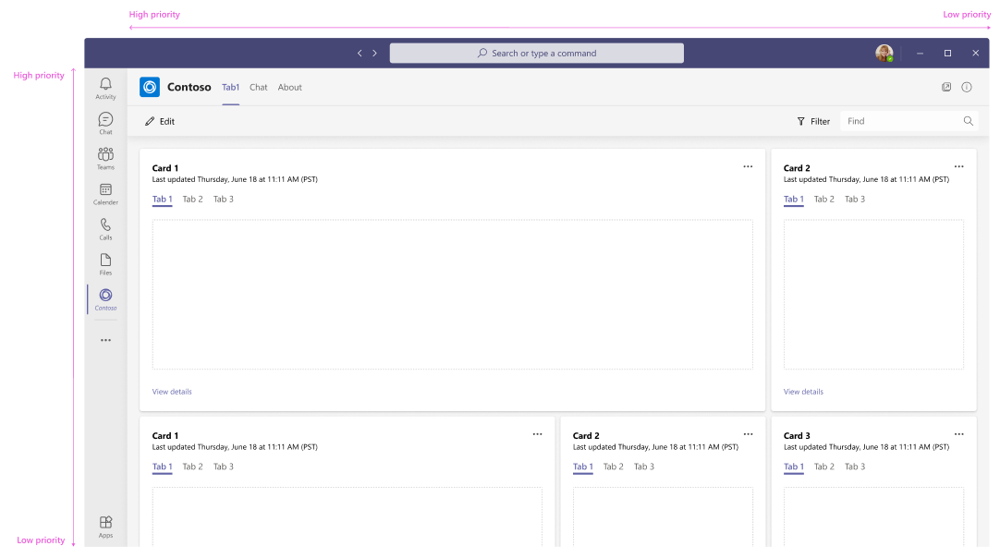 High priority
Low priority
Search or type a command
High priority
Activity
Chat
Teams
Calender
Calls
Files
Contoso
Apps
Low priority
Contoso Tab1 Chat About
Edit
Filter Find
Card 1
Last updated Thursday, June 18 at 11:11 AM (PST)
Tab 1 Tab 2 Tab 3
View details
Card 2
Last updated Thursday, June 18 at 11:11 AM (PST)
Tab 1 Tab 2 Tab 3
View details
Card 1
Last updated Thursday, June 18 at 11:11 AM (PST)
Tab 1 Tab 2 Tab 3
Card 2
Last updated Thursday, June 18 at 11:11 AM (PST)
Tab 1 Tab 2 Tab 3
Card 3
Last updated Thursday, June 18 at 11:11 AM (PST)
Tab 1 Tab 2 Tab 3